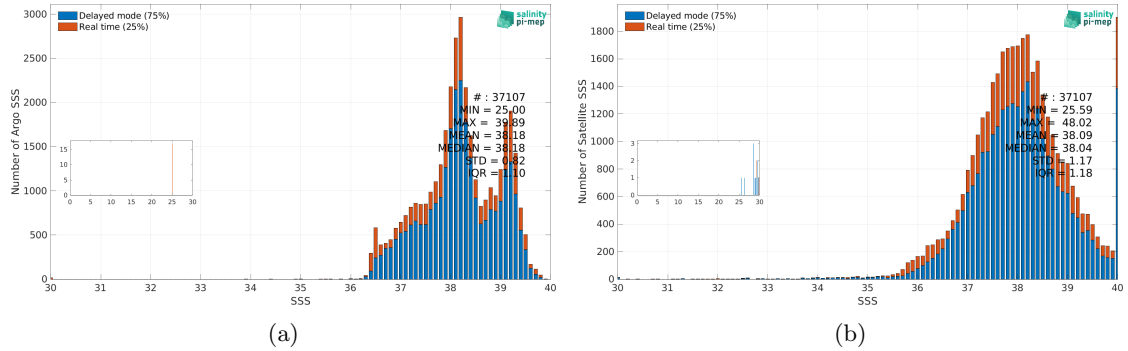 Delayed mode (75%)
Real time (25%)
salinity
pi-mep
3000
2500
2000
1500
1000
500
0
Number of Argo SSS
# : 37107
MIN = 25.00
MAX = 39.89
MEAN = 38.18
MEDIAN = 38.18
STD = 0.82
IQR = 1.10
15
10
5
0
0 5 10 15 20 25 30
30 31 32 33 34 35 36 37 38 39 40
SSS
(a)
Delayed mode (75%)
Real time (25%)
salinity
pi-mep
1800
1600
1400
1200
1000
800
600
400
200
0
Number of Satellite SSS
# : 37107
MIN = 25.59
MAX = 48.02
MEAN = 38.09
MEDIAN = 38.04
STD = 1.17
IQR = 1.18
3
2
1
0
0 5 10 15 20 25 30
30 31 32 33 34 35 36 37 38 39 40
SSS
(b)